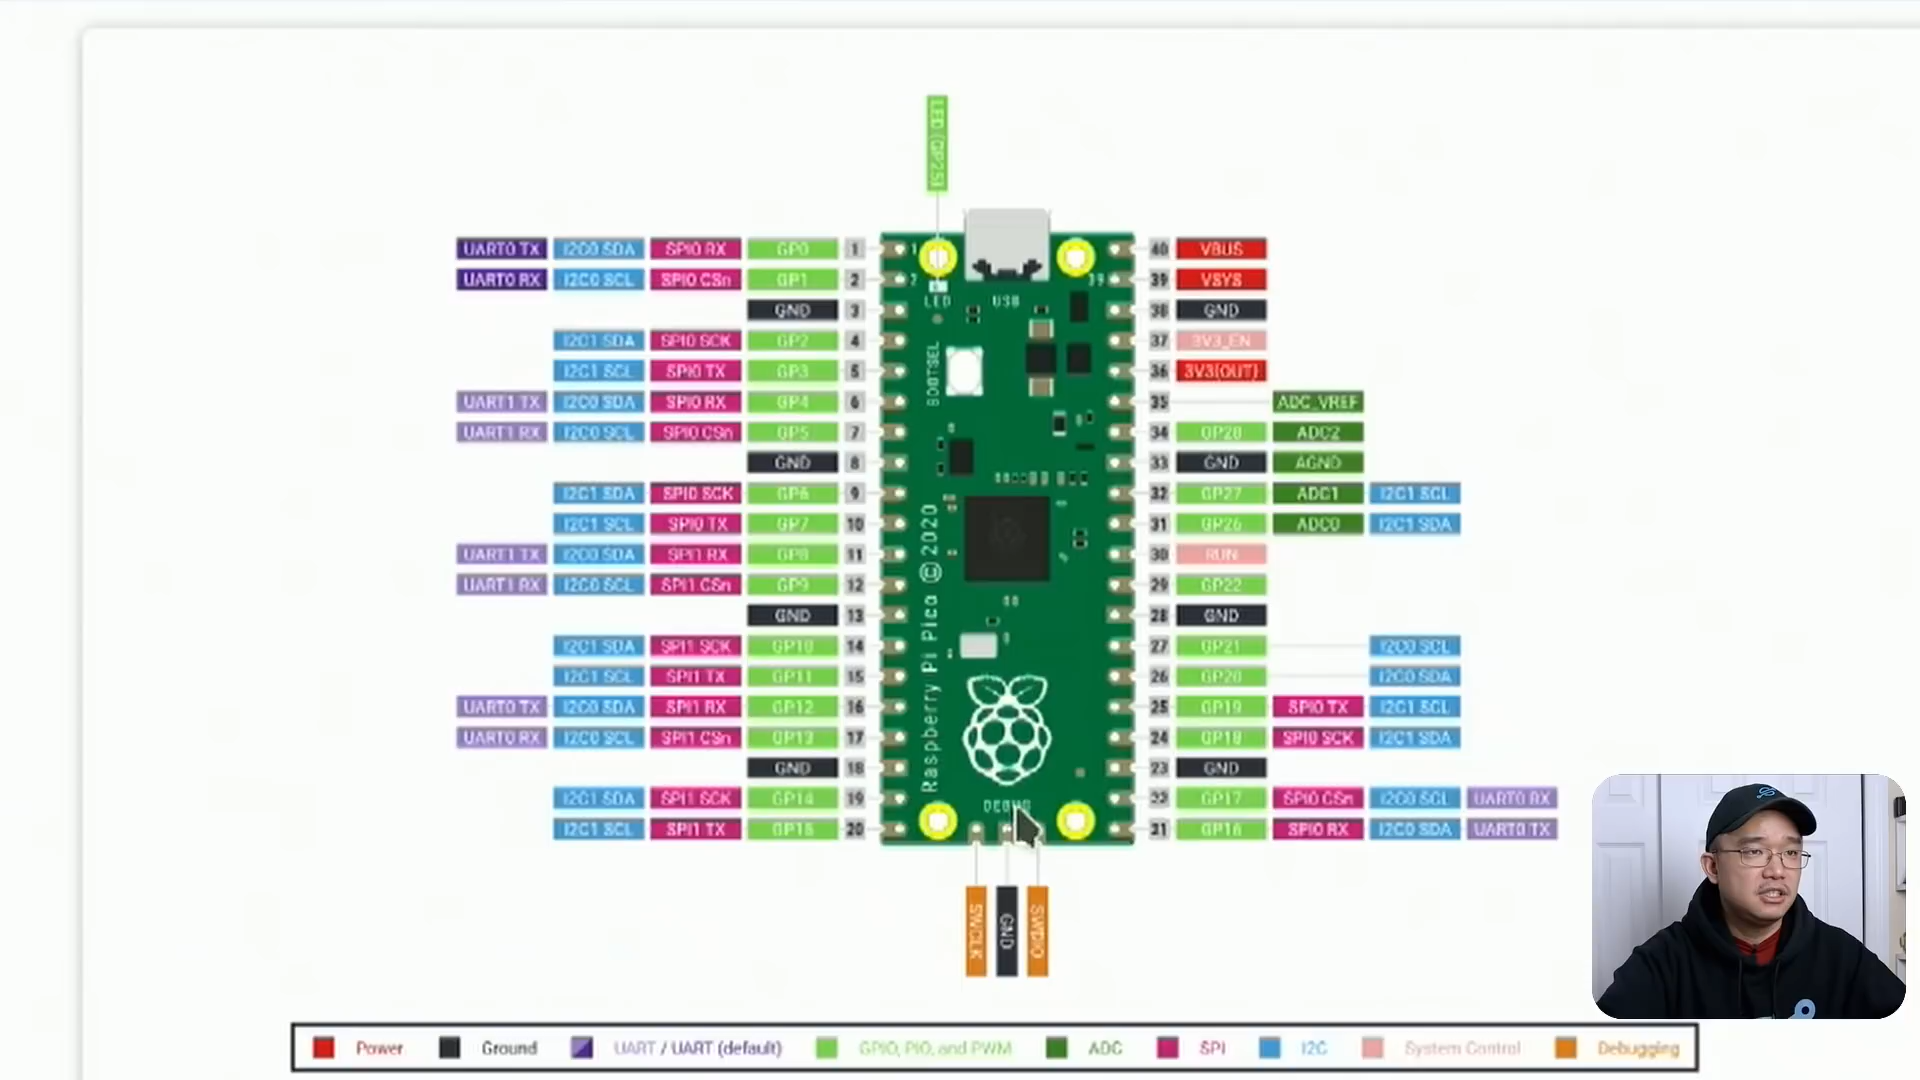 LED (GP25)
UART0 TX I2C0 SDA SPI0 RX GP0 1 1 40 VBUS
UART0 RX I2C0 SCL SPI0 CSn GP1 2 2 39 39 VSYS
LED USB
GND 3 38 GND
I2C1 SDA SPI0 SCK GP2 4 37 3V3_EN
I2C1 SCL SPI0 TX GP3 5 36 3V3(OUT)
BOOTSEL
UART1 TX I2C0 SDA SPI0 RX GP4 6 35 ADC_VREF
UART1 RX I2C0 SCL SPI0 CSn GP5 7 34 GP28 ADC2
GND 8 33 GND AGND
I2C1 SDA SPI0 SCK GP6 9 32 GP27 ADC1 I2C1 SCL
I2C1 SCL SPI0 TX GP7 10 31 GP26 ADC0 I2C1 SDA
UART1 TX I2C0 SDA SPI1 RX GP8 11 30 RUN
UART1 RX I2C0 SCL SPI1 CSn GP9 12 29 GP22
GND 13 28 GND
I2C1 SDA SPI1 SCK GP10 14 27 GP21 I2C0 SCL
I2C1 SCL SPI1 TX GP11 15 26 GP20 I2C0 SDA
Raspberry Pi Pico © 2020
UART0 TX I2C0 SDA SPI1 RX GP12 16 25 GP19 SPI0 TX I2C1 SCL
UART0 RX I2C0 SCL SPI1 CSn GP13 17 24 GP18 SPI0 SCK I2C1 SDA
GND 18 23 GND
I2C1 SDA SPI1 SCK GP14 19 22 GP17 SPI0 CSn I2C0 SCL UART0 RX
DEBUG
I2C1 SCL SPI1 TX GP15 20 21 GP16 SPI0 RX I2C0 SDA UART0 TX
SWCLK GND SWDIO
Power Ground UART / UART (default) GPIO, PIO, and PWM ADC SPI I2C System Control Debugging